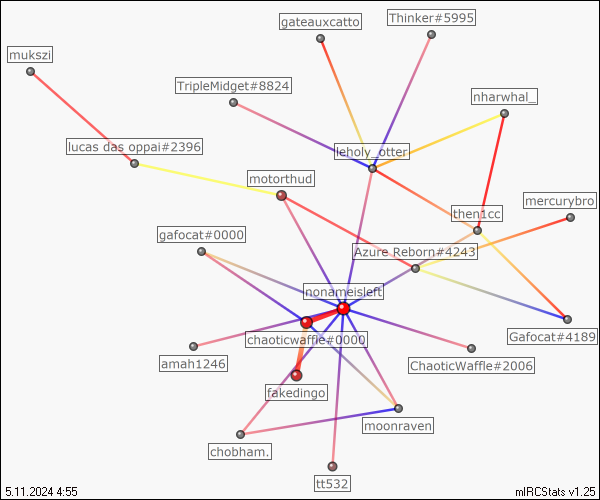 gateauxcatto
Thinker#5995
mukszi
TripleMidget#8824
nharwhal_
lucas das oppai#2396
leholy_otter
motorthud
mercurybro
then1cc
gafocat#0000
Azure Reborn#4243
nonameisleft
chaoticwaffle#0000
Gafocat#4189
amah1246
ChaoticWaffle#2006
fakedingo
moonraven
chobham.
tt532
5.11.2024 4:55
mIRCStats v1.25